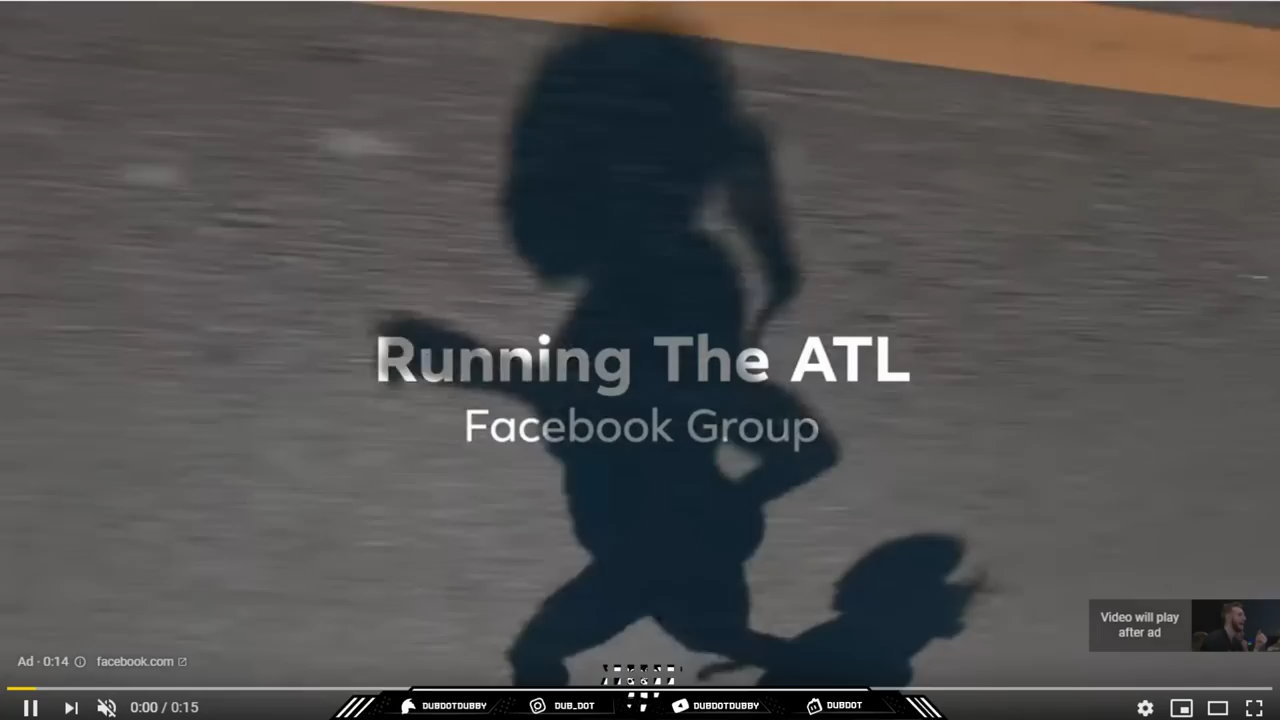 Running The ATL
Facebook Group
Video will play
after ad
Ad · 0:14
facebook.com
0:00 / 0:15
DUBDOTDUBBY
DUB_DOT
DUBDOTDUBBY
DUBDOT